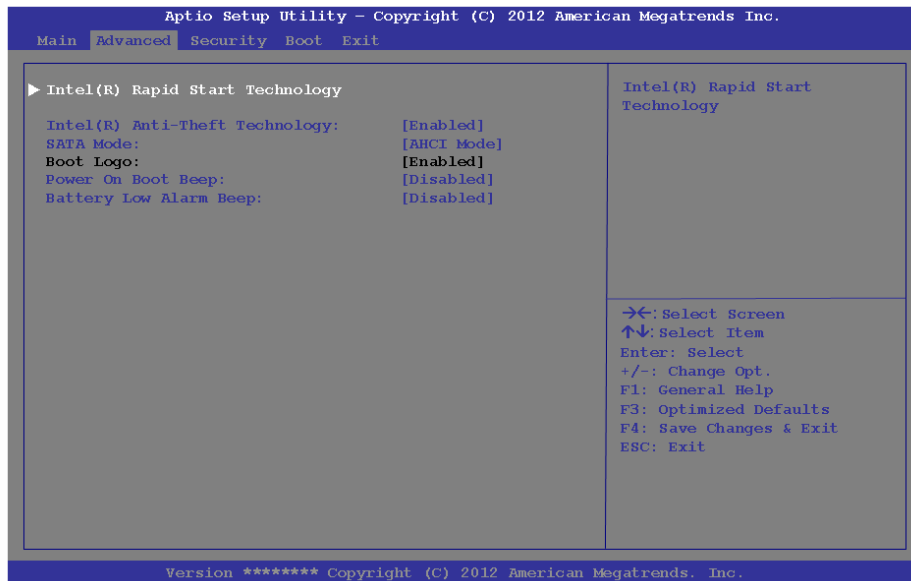 Aptio Setup Utility – Copyright (C) 2012 American Megatrends Inc.
Main Advanced Security Boot Exit
▶ Intel(R) Rapid Start Technology
Intel(R) Anti-Theft Technology: [Enabled]
SATA Mode: [AHCI Mode]
Boot Logo: [Enabled]
Power On Boot Beep: [Disabled]
Battery Low Alarm Beep: [Disabled]
Intel(R) Rapid Start
Technology
→←: Select Screen
↑↓: Select Item
Enter: Select
+/-: Change Opt.
F1: General Help
F3: Optimized Defaults
F4: Save Changes & Exit
ESC: Exit
Version ******** Copyright (C) 2012 American Megatrends. Inc.